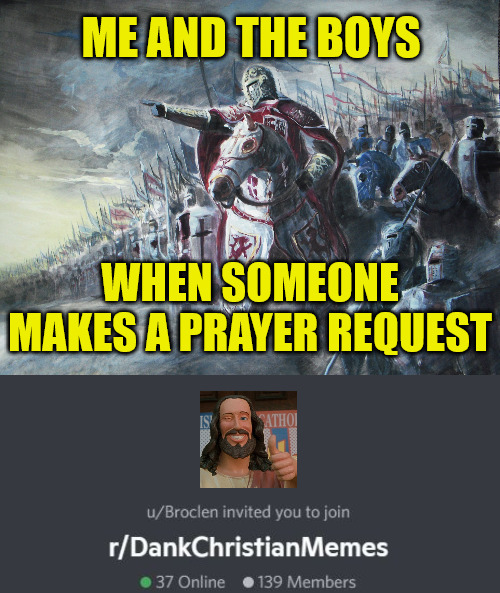 ME AND THE BOYS
WHEN SOMEONE
MAKES A PRAYER REQUEST
u/Broclen invited you to join
r/DankChristianMemes
37 Online 139 Members